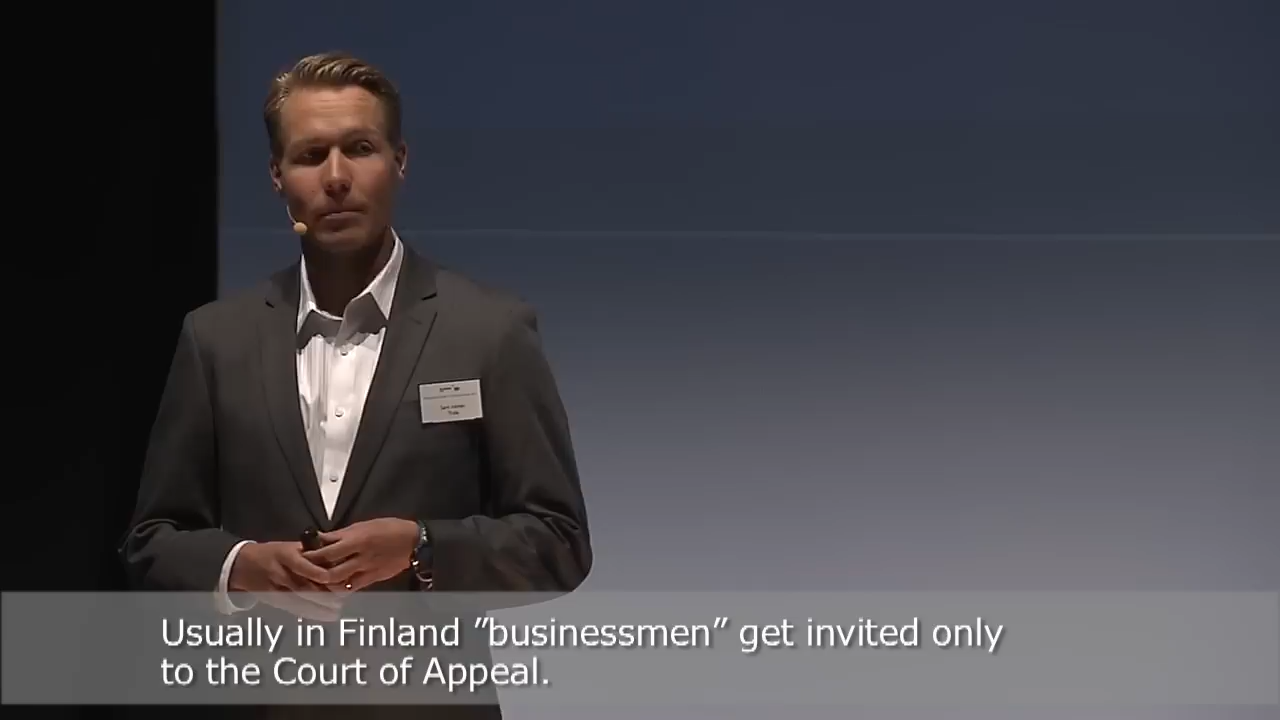 Usually in Finland ”businessmen” get invited only
to the Court of Appeal.